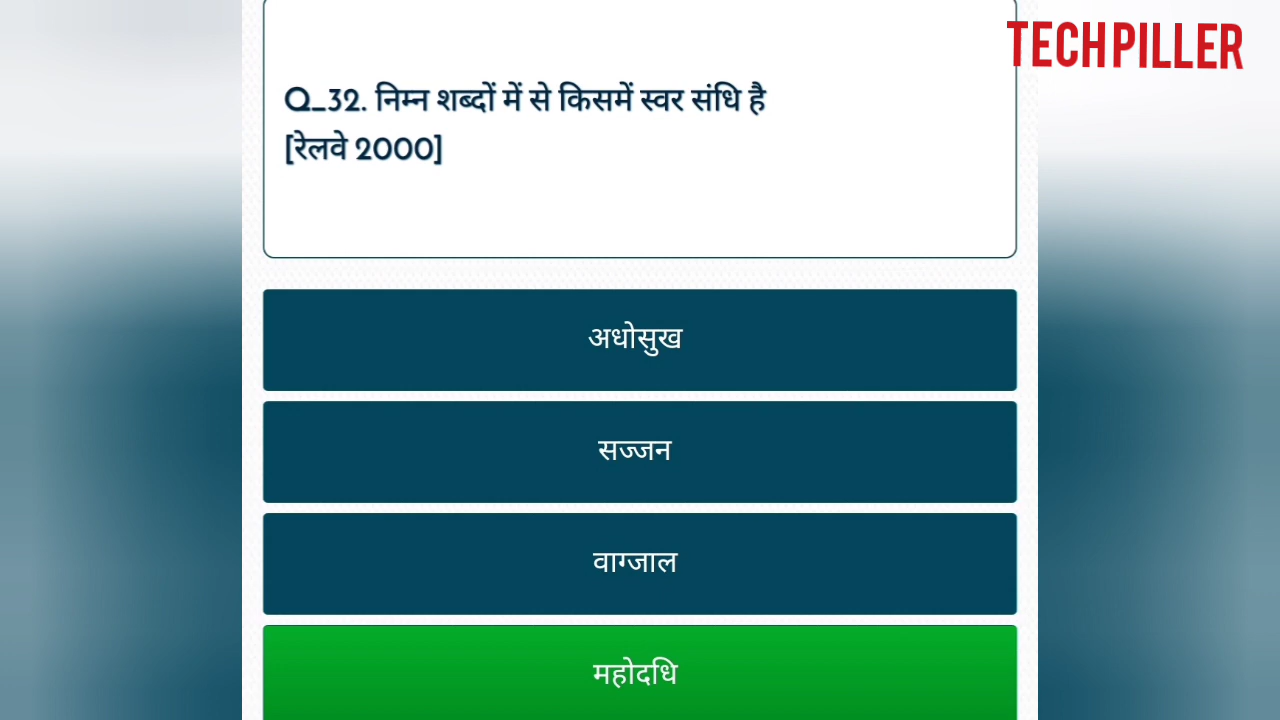 TECHPILLER
Q_32. निम्न शब्दों में से किसमें स्वर संधि है
[रेलवे 2000]
अधोसुख
सज्जन
वाग्जाल
महोदधि